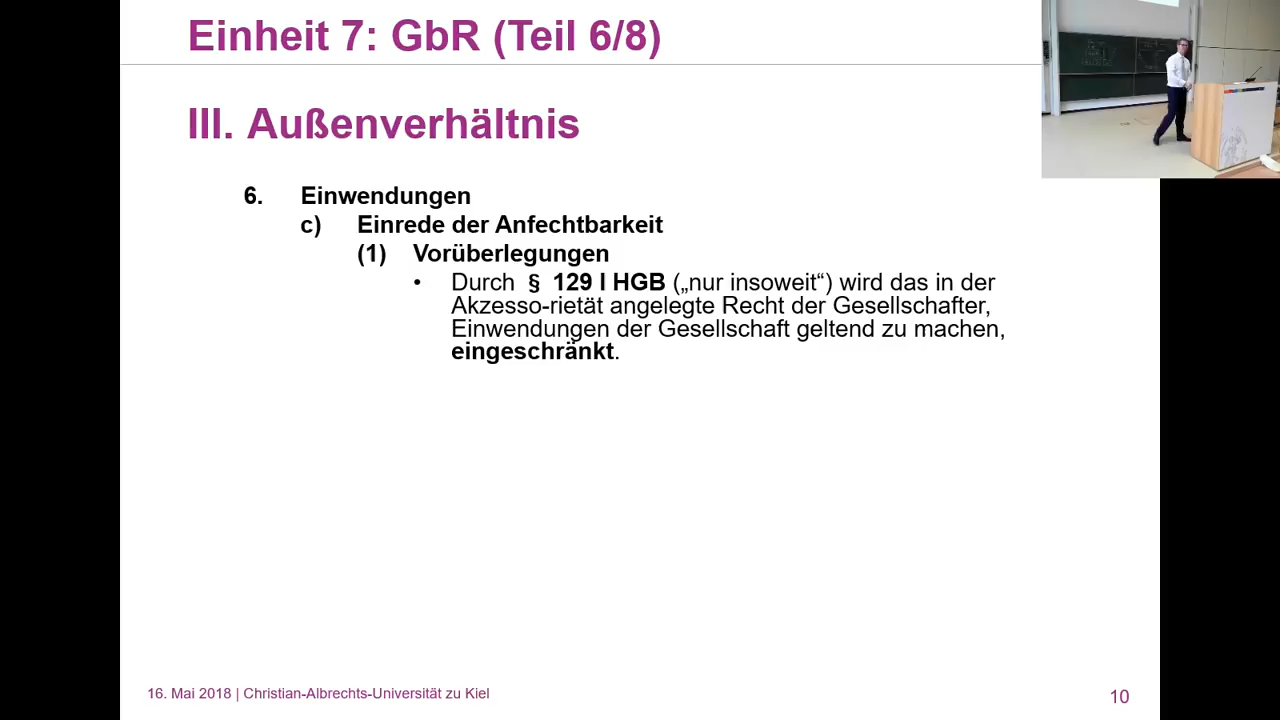 Einheit 7: GbR (Teil 6/8)
III. Außenverhältnis
6. Einwendungen
c) Einrede der Anfechtbarkeit
(1) Vorüberlegungen
• Durch § 129 I HGB („nur insoweit“) wird das in der
Akzesso-rietät angelegte Recht der Gesellschafter,
Einwendungen der Gesellschaft geltend zu machen,
eingeschränkt.
16. Mai 2018 | Christian-Albrechts-Universität zu Kiel
10